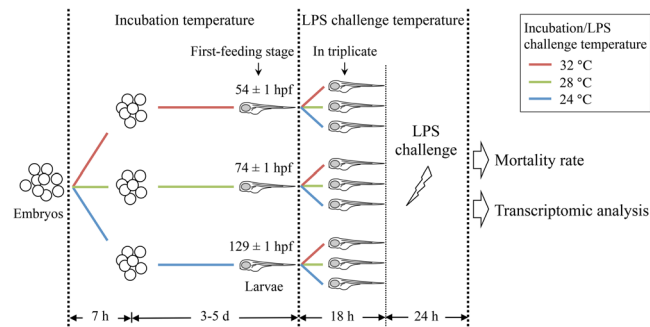 Incubation temperature
LPS challenge temperature
Incubation/LPS
challenge temperature
32 °C
28 °C
24 °C
First-feeding stage
In triplicate
54 ± 1 hpf
74 ± 1 hpf
129 ± 1 hpf
Embryos
Larvae
LPS
challenge
Mortality rate
Transcriptomic analysis
7 h
3-5 d
18 h
24 h